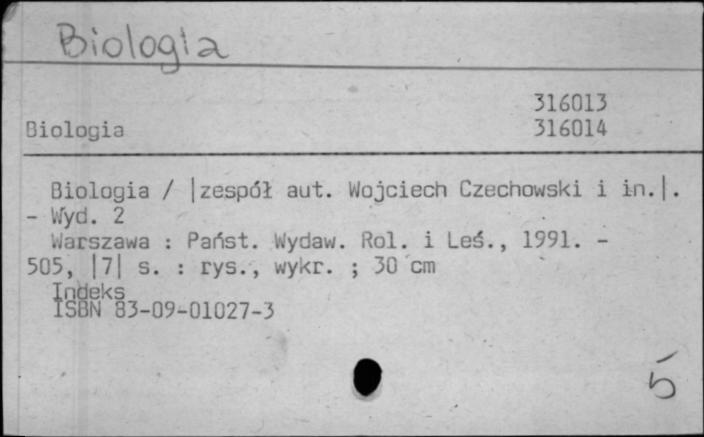 Biologia
316013
Biologia 316014
Biologia / |zespół aut. Wojciech Czechowski i in.|.
- Wyd. 2
Warszawa : Państ. Wydaw. Rol. i Leś., 1991. -
505, |7| s. : rys., wykr. ; 30 cm
Indeks
ISBN 83-09-01027-3
5